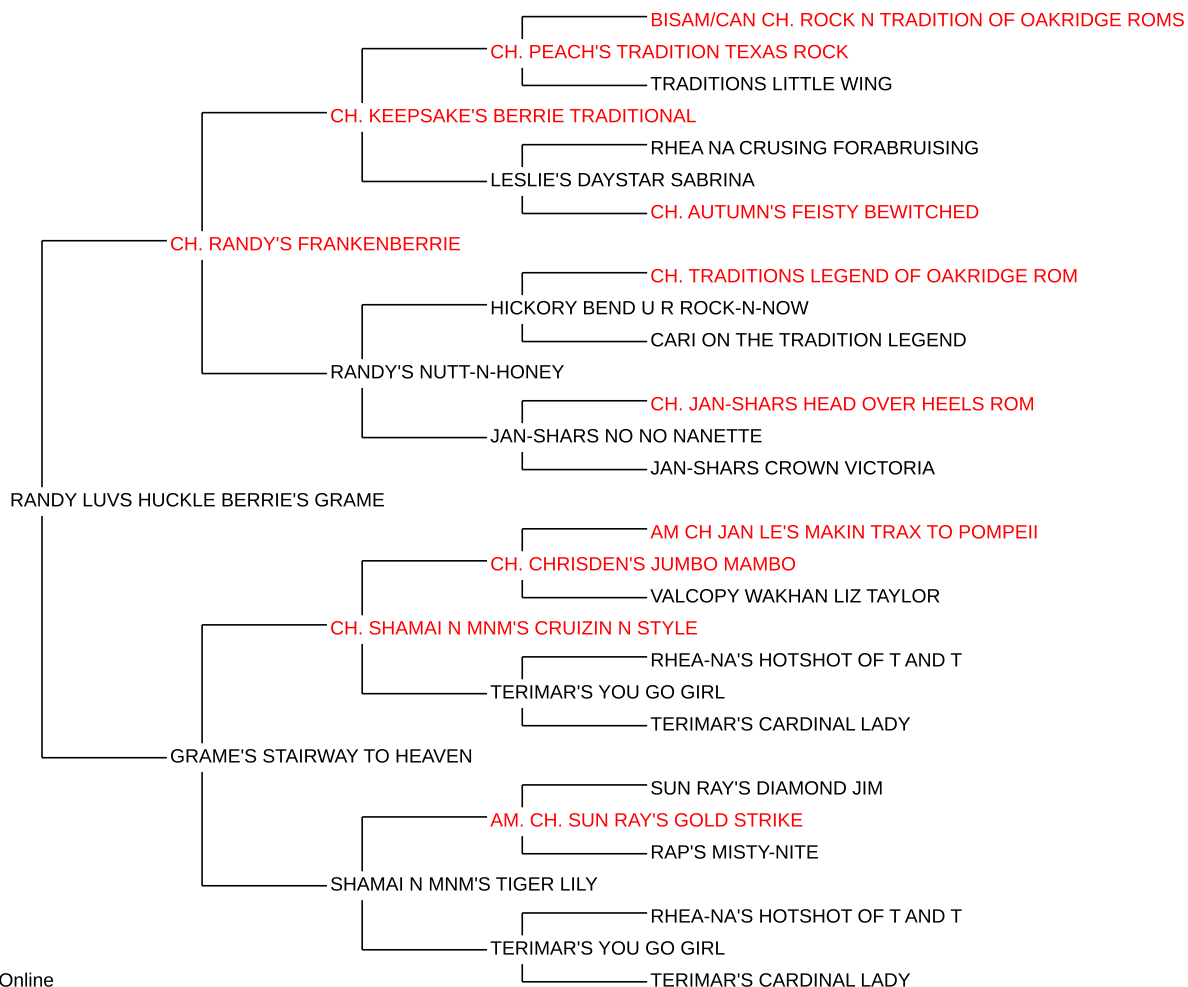 BISAM/CAN CH. ROCK N TRADITION OF OAKRIDGE ROMS
CH. PEACH'S TRADITION TEXAS ROCK
TRADITIONS LITTLE WING
CH. KEEPSAKE'S BERRIE TRADITIONAL
RHEA NA CRUSING FORABRUISING
LESLIE'S DAYSTAR SABRINA
CH. AUTUMN'S FEISTY BEWITCHED
CH. RANDY'S FRANKENBERRIE
CH. TRADITIONS LEGEND OF OAKRIDGE ROM
HICKORY BEND U R ROCK-N-NOW
CARI ON THE TRADITION LEGEND
RANDY'S NUTT-N-HONEY
CH. JAN-SHARS HEAD OVER HEELS ROM
JAN-SHARS NO NO NANETTE
JAN-SHARS CROWN VICTORIA
RANDY LUVS HUCKLE BERRIE'S GRAME
AM CH JAN LE'S MAKIN TRAX TO POMPEII
CH. CHRISDEN'S JUMBO MAMBO
VALCOPY WAKHAN LIZ TAYLOR
CH. SHAMAI N MNM'S CRUIZIN N STYLE
RHEA-NA'S HOTSHOT OF T AND T
TERIMAR'S YOU GO GIRL
TERIMAR'S CARDINAL LADY
GRAME'S STAIRWAY TO HEAVEN
SUN RAY'S DIAMOND JIM
AM. CH. SUN RAY'S GOLD STRIKE
RAP'S MISTY-NITE
SHAMAI N MNM'S TIGER LILY
RHEA-NA'S HOTSHOT OF T AND T
TERIMAR'S YOU GO GIRL
TERIMAR'S CARDINAL LADY
Online